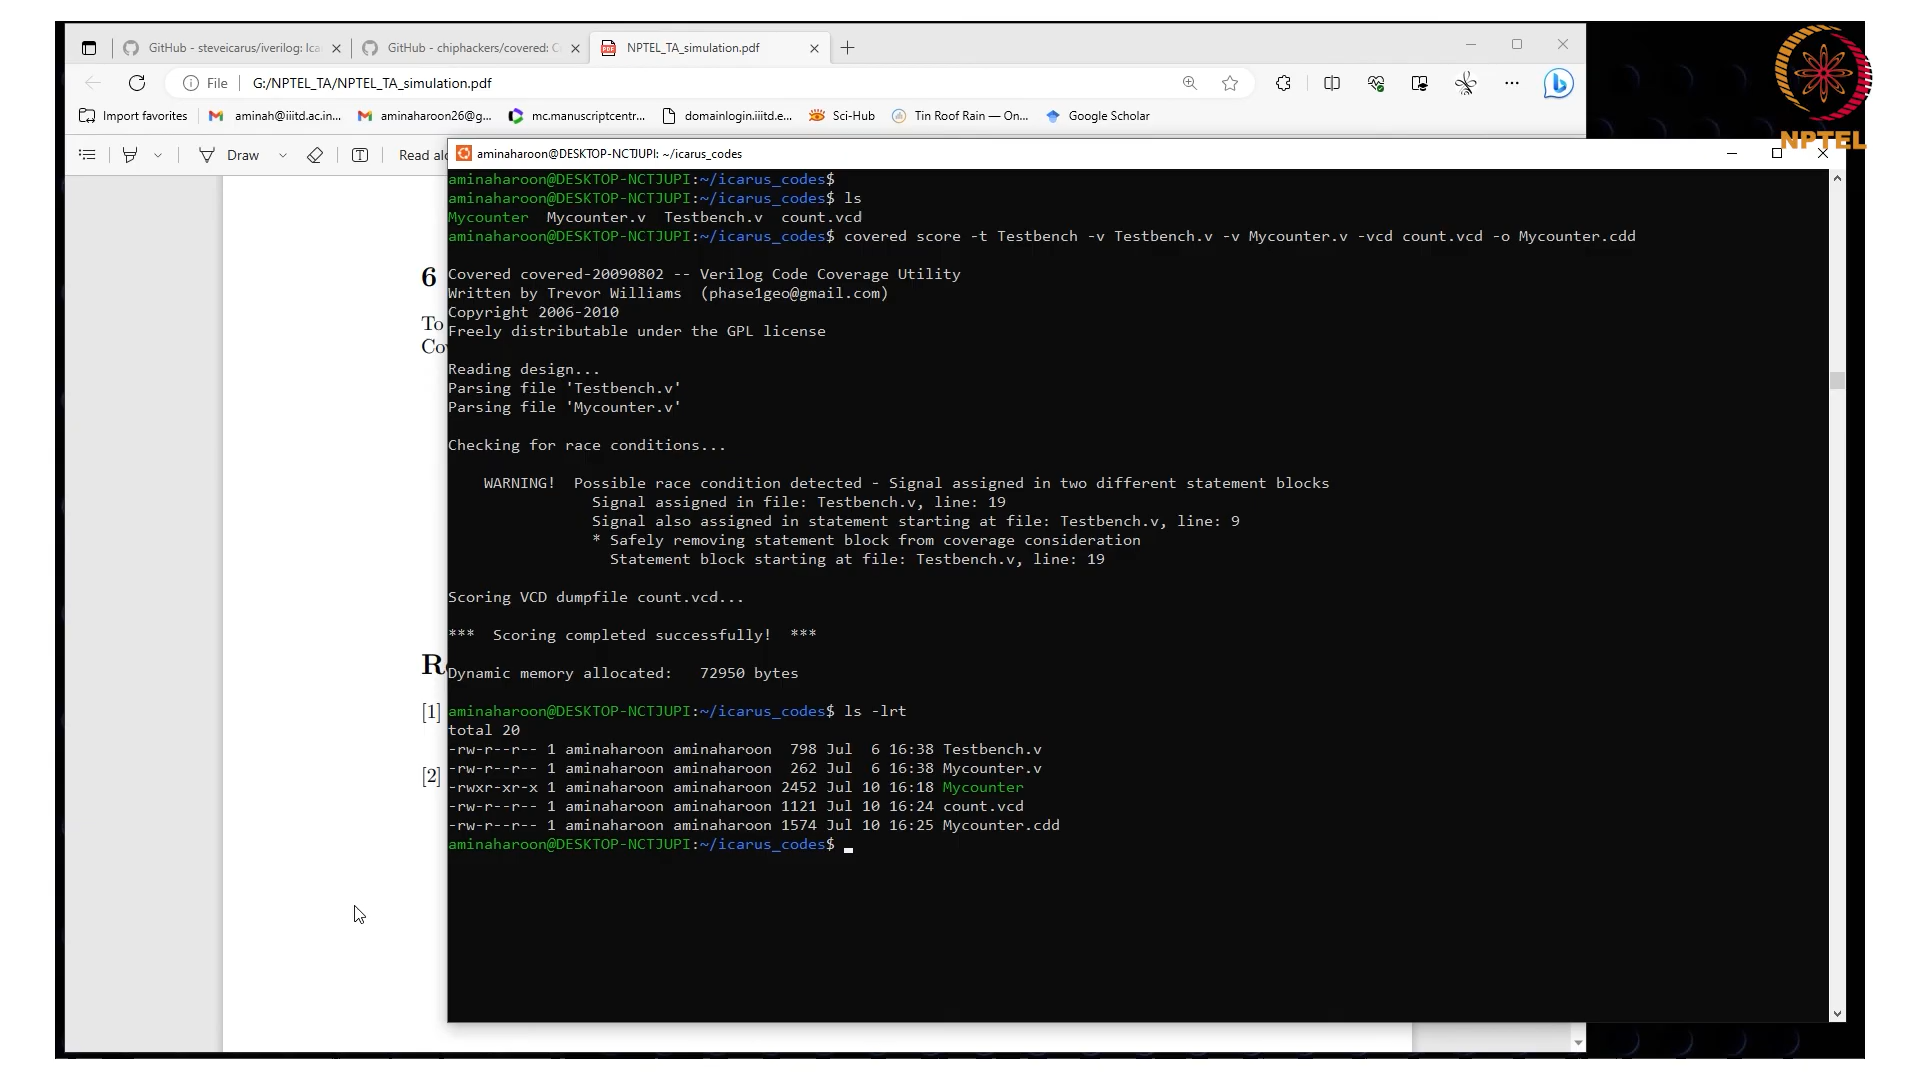 GitHub - steveicarus/iverilog: Ica
GitHub - chiphackers/covered: C
NPTEL_TA_simulation.pdf
File
G:/NPTEL_TA/NPTEL_TA_simulation.pdf
Import favorites
aminah@iiitd.ac.in...
aminaharoon26@g...
mc.manuscriptcentr...
domainlogin.iiitd.e...
Sci-Hub
Tin Roof Rain — On...
Google Scholar
NPTEL
Draw
Read al
aminaharoon@DESKTOP-NCTJUPI: ~/icarus_codes
aminaharoon@DESKTOP-NCTJUPI:~/icarus_codes$
aminaharoon@DESKTOP-NCTJUPI:~/icarus_codes$ ls
Mycounter  Mycounter.v  Testbench.v  count.vcd
aminaharoon@DESKTOP-NCTJUPI:~/icarus_codes$ covered score -t Testbench -v Testbench.v -v Mycounter.v -vcd count.vcd -o Mycounter.cdd
Covered covered-20090802 -- Verilog Code Coverage Utility
Written by Trevor Williams  (phase1geo@gmail.com)
Copyright 2006-2010
Freely distributable under the GPL license
Reading design...
Parsing file 'Testbench.v'
Parsing file 'Mycounter.v'
Checking for race conditions...
WARNING!  Possible race condition detected - Signal assigned in two different statement blocks
Signal assigned in file: Testbench.v, line: 19
Signal also assigned in statement starting at file: Testbench.v, line: 9
* Safely removing statement block from coverage consideration
Statement block starting at file: Testbench.v, line: 19
Scoring VCD dumpfile count.vcd...
***  Scoring completed successfully!  ***
Dynamic memory allocated:   72950 bytes
aminaharoon@DESKTOP-NCTJUPI:~/icarus_codes$ ls -lrt
total 20
-rw-r--r-- 1 aminaharoon aminaharoon  798 Jul  6 16:38 Testbench.v
-rw-r--r-- 1 aminaharoon aminaharoon  262 Jul  6 16:38 Mycounter.v
-rwxr-xr-x 1 aminaharoon aminaharoon 2452 Jul 10 16:18 Mycounter
-rw-r--r-- 1 aminaharoon aminaharoon 1121 Jul 10 16:24 count.vcd
-rw-r--r-- 1 aminaharoon aminaharoon 1574 Jul 10 16:25 Mycounter.cdd
aminaharoon@DESKTOP-NCTJUPI:~/icarus_codes$
6
To
Co
R
[1]
[2]